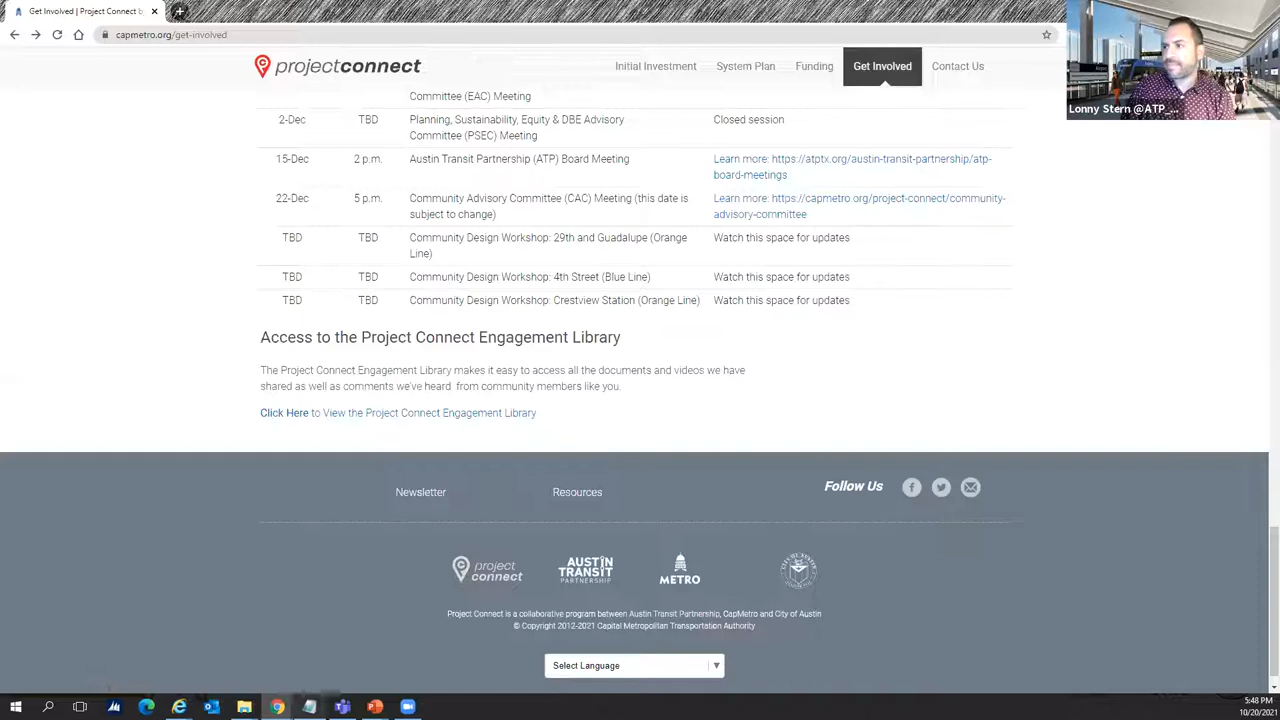 Get Involved | Project Connect b
capmetro.org/get-involved
projectconnect
Initial Investment
System Plan
Funding
Get Involved
Contact Us
Lonny Stern @ATP_...
Committee (EAC) Meeting
2-Dec TBD Planning, Sustainability, Equity & DBE Advisory Closed session
Committee (PSEC) Meeting
15-Dec 2 p.m. Austin Transit Partnership (ATP) Board Meeting Learn more: https://atptx.org/austin-transit-partnership/atp-
board-meetings
22-Dec 5 p.m. Community Advisory Committee (CAC) Meeting (this date is Learn more: https://capmetro.org/project-connect/community-
subject to change) advisory-committee
TBD TBD Community Design Workshop: 29th and Guadalupe (Orange Watch this space for updates
Line)
TBD TBD Community Design Workshop: 4th Street (Blue Line) Watch this space for updates
TBD TBD Community Design Workshop: Crestview Station (Orange Line) Watch this space for updates
Access to the Project Connect Engagement Library
The Project Connect Engagement Library makes it easy to access all the documents and videos we have
shared as well as comments we've heard from community members like you.
Click Here to View the Project Connect Engagement Library
Newsletter
Resources
Follow Us
project
connect
AUSTIN
TRANSIT
PARTNERSHIP
METRO
Project Connect is a collaborative program between Austin Transit Partnership, CapMetro and City of Austin
© Copyright 2012-2021 Capital Metropolitan Transportation Authority
Select Language
5:48 PM
10/20/2021